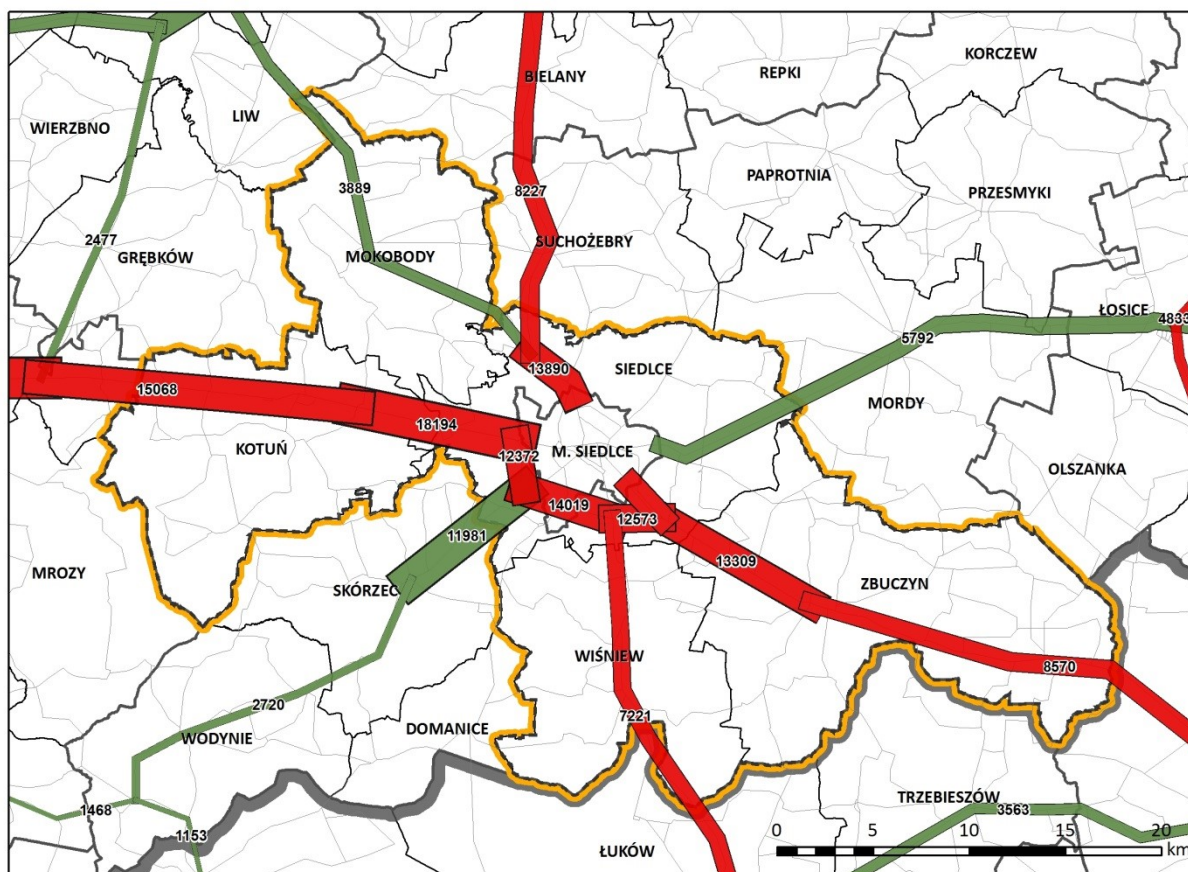 KORCZEW
REPKI
BIELANY
LIW
WIERZBNO
PAPROTNIA
3889
8227
PRZESMYKI
2477
SUCHOŻEBRY
GRĘBKÓW
MOKOBODY
ŁOSICE
4833
5792
13890
SIEDLCE
15068
MORDY
18194
KOTUŃ
12372
M. SIEDLCE
OLSZANKA
14019
12573
11981
13309
MROZY
SKÓRZEC
ZBUCZYN
WIŚNIEW
8570
2720
7221
WODYNIE
DOMANICE
TRZEBIESZÓW
1468
3563
1153
0 5 10 15 20
km
ŁUKÓW